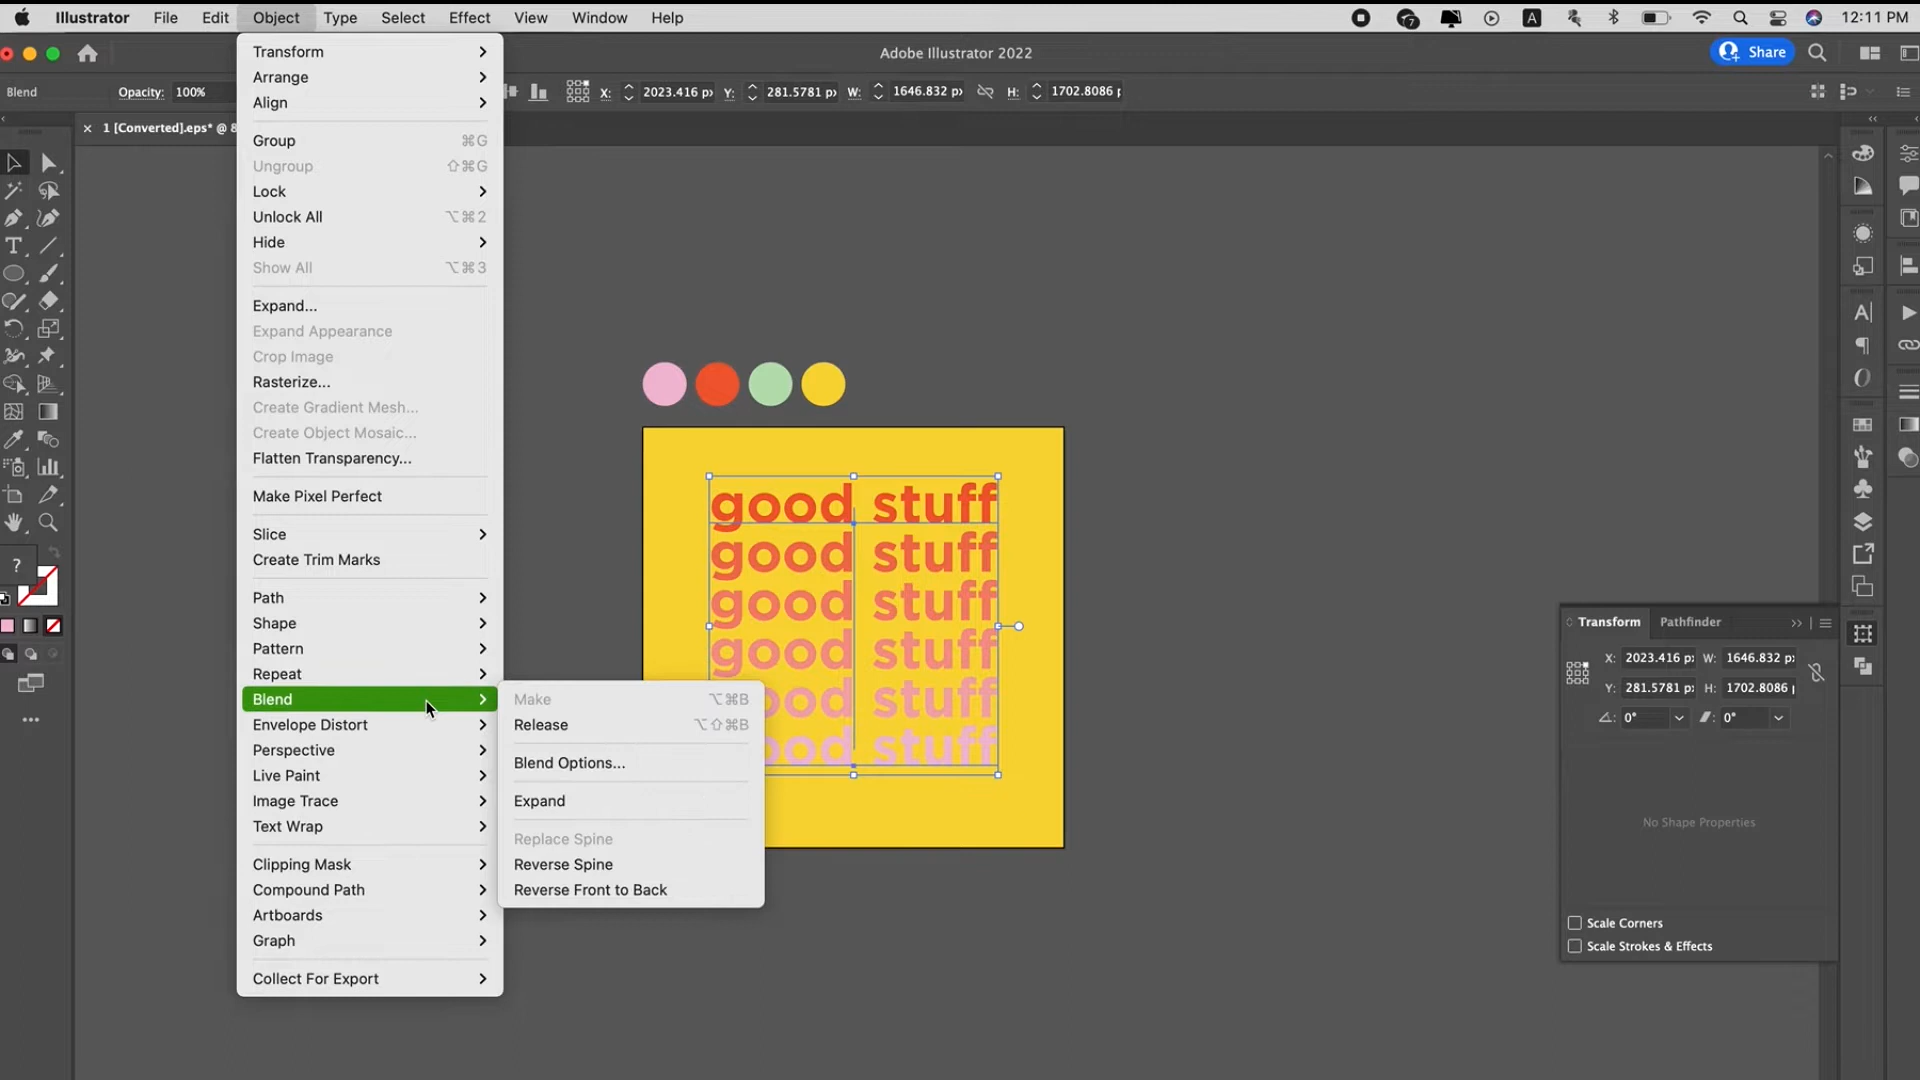 Illustrator File Edit Object Type Select Effect View Window Help
7 A 12:11 PM
Adobe Illustrator 2022
Share
Blend Opacity: 100% X: 2023.416 p Y: 281.5781 p W: 1646.832 p H: 1702.8086
× 1 [Converted].eps* @ 8
Transform
Arrange
Align
Group ⌘G
Ungroup ⇧⌘G
Lock
Unlock All ⌥⌘2
Hide
Show All ⌥⌘3
Expand...
Expand Appearance
Crop Image
Rasterize...
Create Gradient Mesh...
Create Object Mosaic...
Flatten Transparency...
Make Pixel Perfect
Slice
Create Trim Marks
Path
Shape
Pattern
Repeat
Blend
Envelope Distort
Perspective
Live Paint
Image Trace
Text Wrap
Clipping Mask
Compound Path
Artboards
Graph
Collect For Export
Make ⌥⌘B
Release ⌥⇧⌘B
Blend Options...
Expand
Replace Spine
Reverse Spine
Reverse Front to Back
good stuff
good stuff
good stuff
good stuff
ood stuff
ood stuff
?
Transform Pathfinder
X: 2023.416 p W: 1646.832 p
Y: 281.5781 p H: 1702.8086
0° 0°
No Shape Properties
Scale Corners
Scale Strokes & Effects